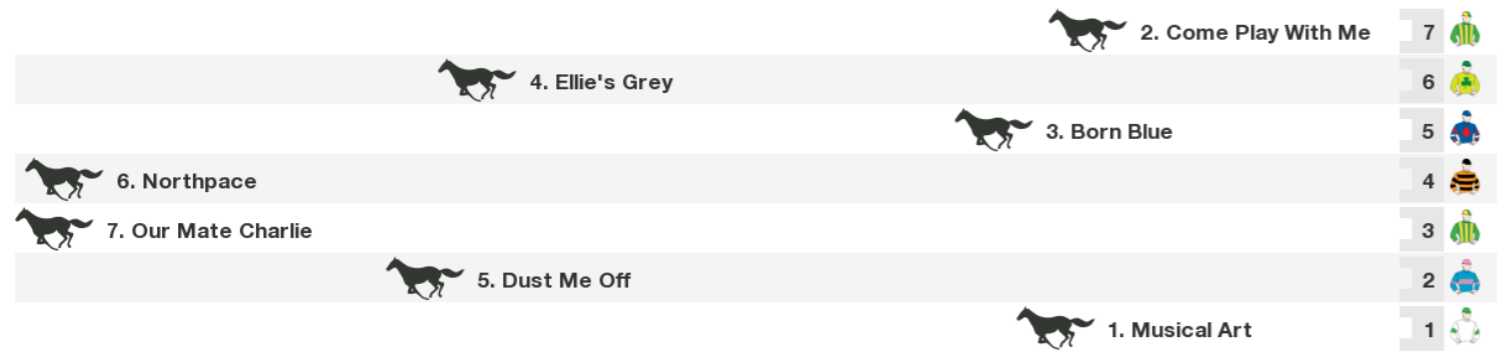 2. Come Play With Me 7
4. Ellie's Grey 6
3. Born Blue 5
6. Northpace 4
7. Our Mate Charlie 3
5. Dust Me Off 2
1. Musical Art 1